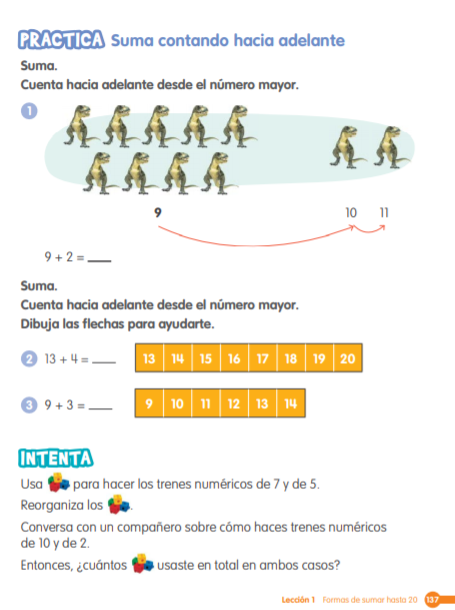 PRACTICA Suma contando hacia adelante
Suma.
Cuenta hacia adelante desde el número mayor.
1
9 10 11
9 + 2 = ____
Suma.
Cuenta hacia adelante desde el número mayor.
Dibuja las flechas para ayudarte.
2 13 + 4 = ____ 13 14 15 16 17 18 19 20
3 9 + 3 = ____ 9 10 11 12 13 14
INTENTA
Usa para hacer los trenes numéricos de 7 y de 5.
Reorganiza los .
Conversa con un compañero sobre cómo haces trenes numéricos
de 10 y de 2.
Entonces, ¿cuántos usaste en total en ambos casos?
Lección 1 Formas de sumar hasta 20 137